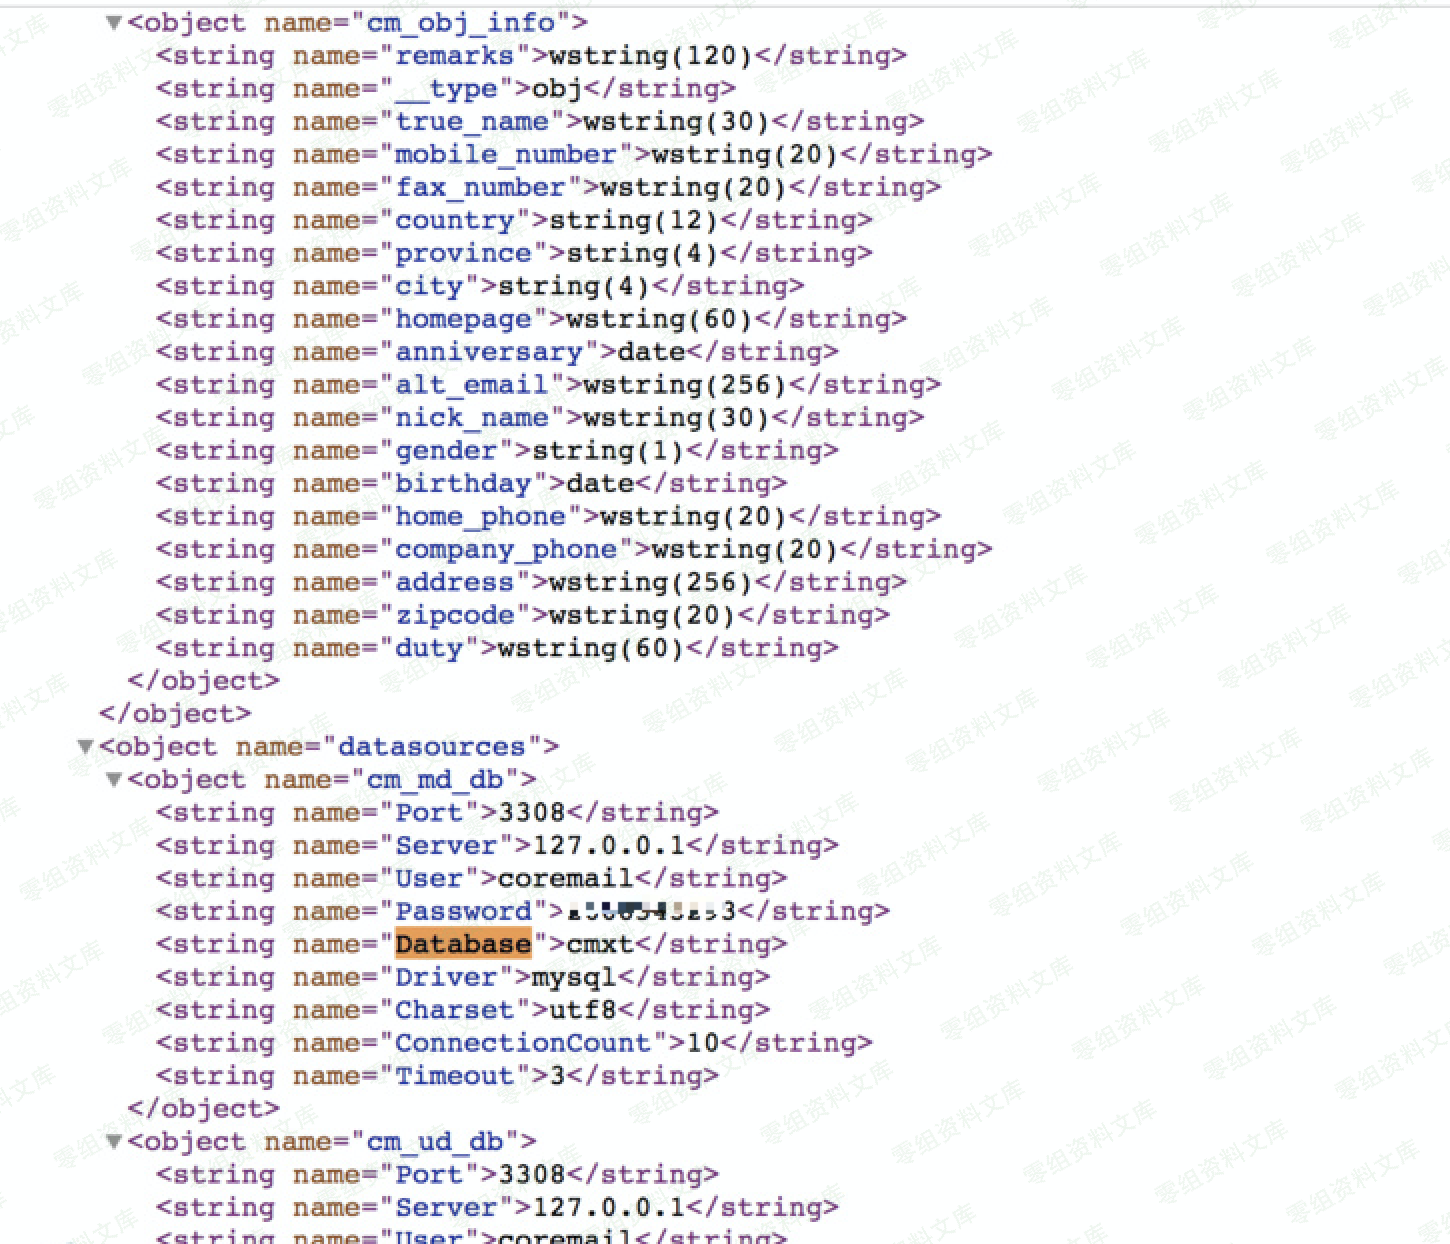 <object name="cm_obj_info">
<string name="remarks">wstring(120)</string>
<string name="__type">obj</string>
<string name="true_name">wstring(30)</string>
<string name="mobile_number">wstring(20)</string>
<string name="fax_number">wstring(20)</string>
<string name="country">string(12)</string>
<string name="province">string(4)</string>
<string name="city">string(4)</string>
<string name="homepage">wstring(60)</string>
<string name="anniversary">date</string>
<string name="alt_email">wstring(256)</string>
<string name="nick_name">wstring(30)</string>
<string name="gender">string(1)</string>
<string name="birthday">date</string>
<string name="home_phone">wstring(20)</string>
<string name="company_phone">wstring(20)</string>
<string name="address">wstring(256)</string>
<string name="zipcode">wstring(20)</string>
<string name="duty">wstring(60)</string>
</object>
</object>
<object name="datasources">
<object name="cm_md_db">
<string name="Port">3308</string>
<string name="Server">127.0.0.1</string>
<string name="User">coremail</string>
<string name="Password"></string>
<string name="Database">cmxt</string>
<string name="Driver">mysql</string>
<string name="Charset">utf8</string>
<string name="ConnectionCount">10</string>
<string name="Timeout">3</string>
</object>
<object name="cm_ud_db">
<string name="Port">3308</string>
<string name="Server">127.0.0.1</string>
<string name="User">coremail</string>
零组资料文库